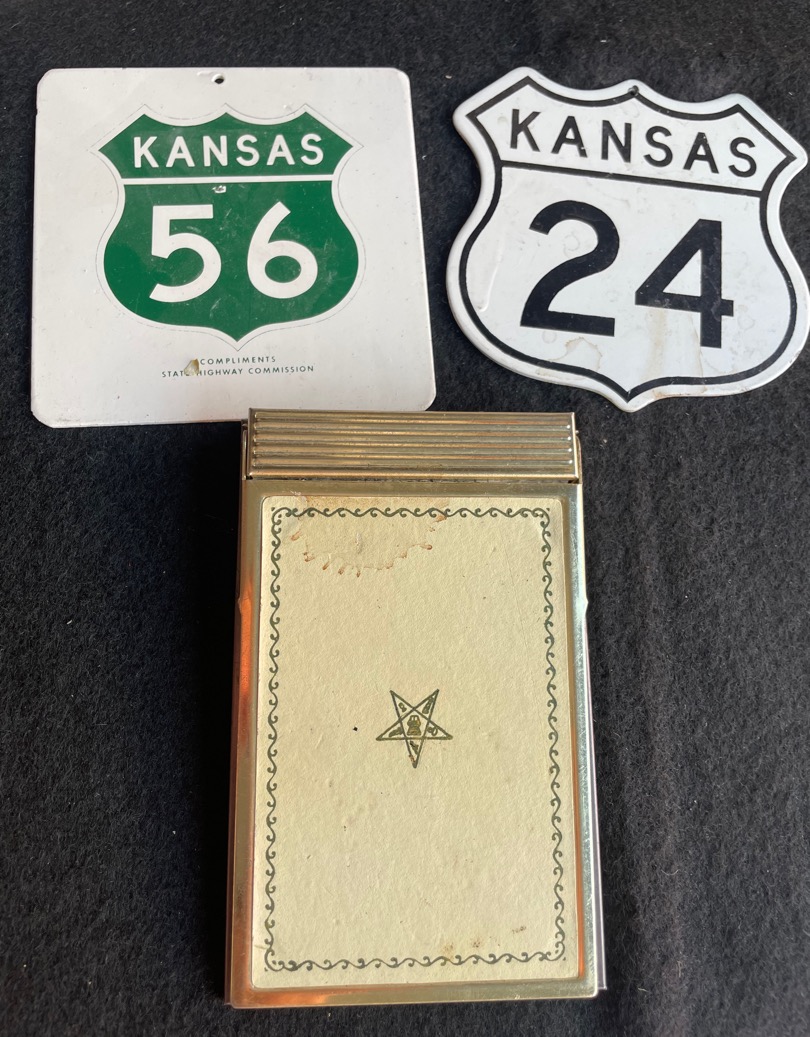 KANSAS
56
COMPLIMENTS
STATE HIGHWAY COMMISSION
KANSAS
24